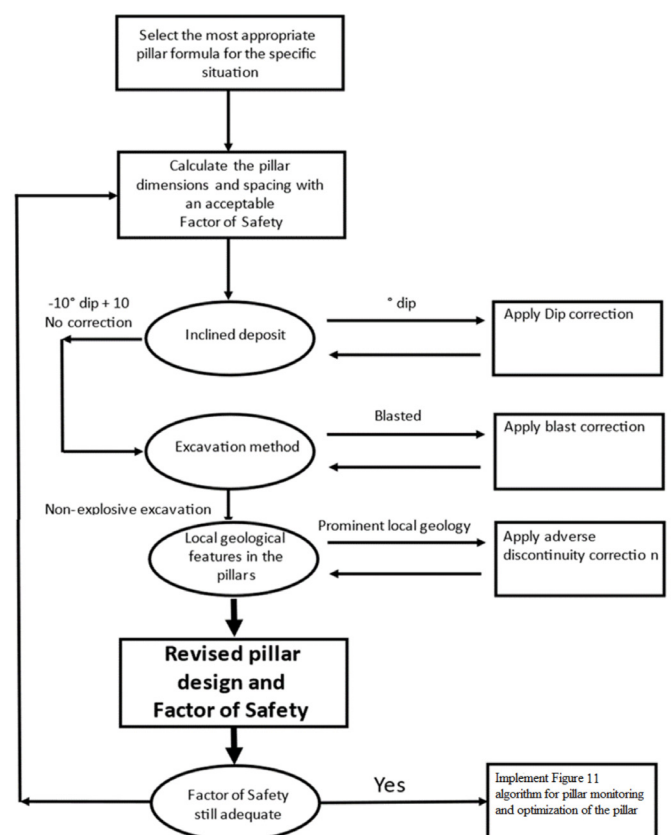 Select the most appropriate
pillar formula for the specific
situation
Calculate the pillar
dimensions and spacing with
an acceptable
Factor of Safety
-10° dip + 10
No correction
Inclined deposit
° dip
Apply Dip correction
Excavation method
Blasted
Apply blast correction
Non-explosive excavation
Local geological
features in the
pillars
Prominent local geology
Apply adverse
discontinuity correctio n
Revised pillar
design and
Factor of Safety
Factor of Safety
still adequate
Yes
Implement Figure 11
algorithm for pillar monitoring
and optimization of the pillar